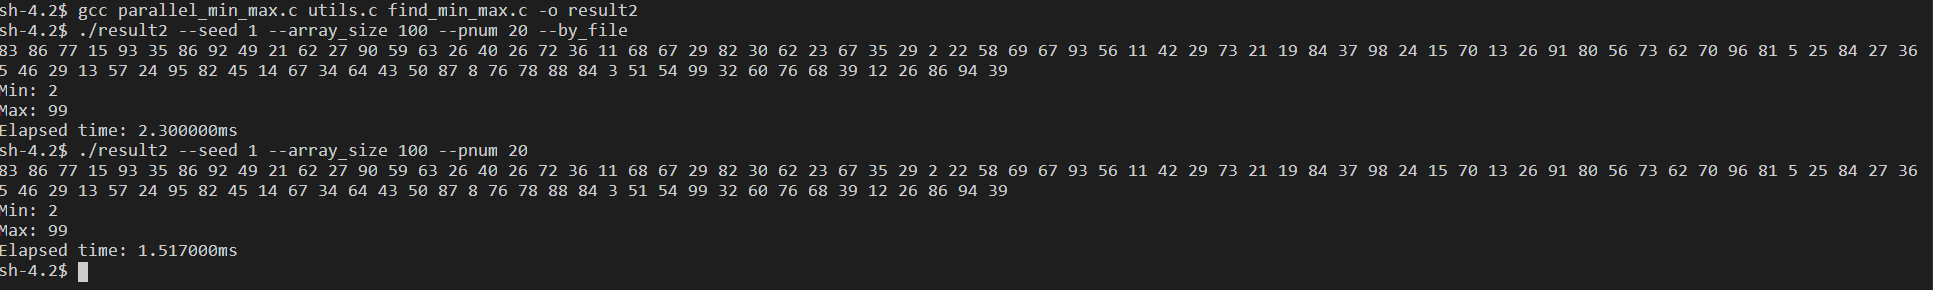 sh-4.2$ gcc parallel_min_max.c utils.c find_min_max.c -o result2
sh-4.2$ ./result2 --seed 1 --array_size 100 --pnum 20 --by_file
83 86 77 15 93 35 86 92 49 21 62 27 90 59 63 26 40 26 72 36 11 68 67 29 82 30 62 23 67 35 29 2 22 58 69 67 93 56 11 42 29 73 21 19 84 37 98 24 15 70 13 26 91 80 56 73 62 70 96 81 5 25 84 27 36
5 46 29 13 57 24 95 82 45 14 67 34 64 43 50 87 8 76 78 88 84 3 51 54 99 32 60 76 68 39 12 26 86 94 39
Min: 2
Max: 99
Elapsed time: 2.300000ms
sh-4.2$ ./result2 --seed 1 --array_size 100 --pnum 20
83 86 77 15 93 35 86 92 49 21 62 27 90 59 63 26 40 26 72 36 11 68 67 29 82 30 62 23 67 35 29 2 22 58 69 67 93 56 11 42 29 73 21 19 84 37 98 24 15 70 13 26 91 80 56 73 62 70 96 81 5 25 84 27 36
5 46 29 13 57 24 95 82 45 14 67 34 64 43 50 87 8 76 78 88 84 3 51 54 99 32 60 76 68 39 12 26 86 94 39
Min: 2
Max: 99
Elapsed time: 1.517000ms
sh-4.2$